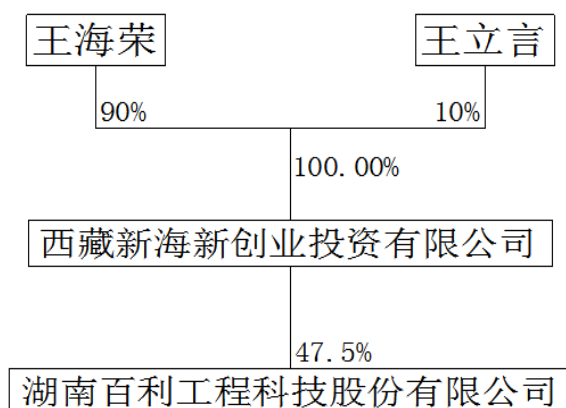 王海荣
王立言
90%
10%
100.00%
西藏新海新创业投资有限公司
47.5%
湖南百利工程科技股份有限公司